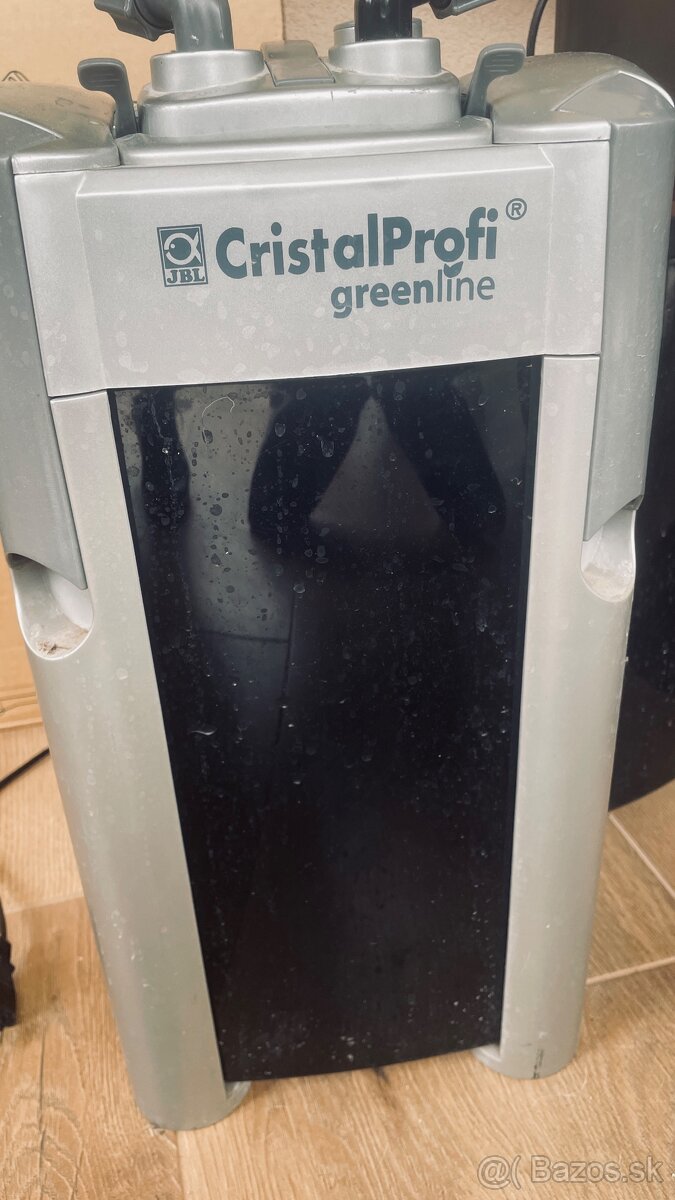 JBL CristalProfi ®
greenline
@( Bazos.sk